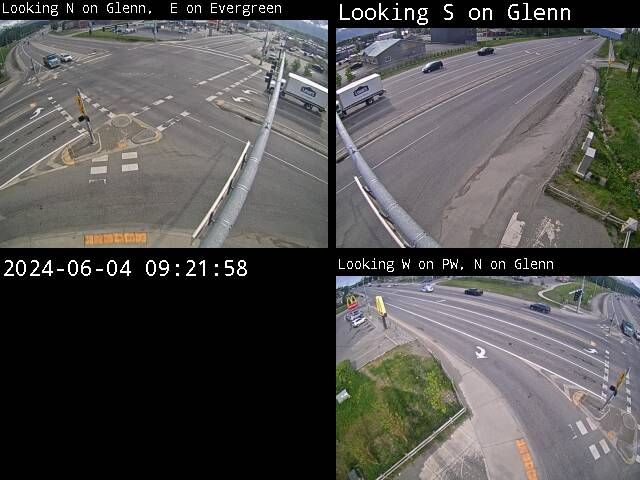 Looking N on Glenn,  E on Evergreen
Looking S on Glenn
2024-06-04 09:21:58
Looking W on PW, N on Glenn